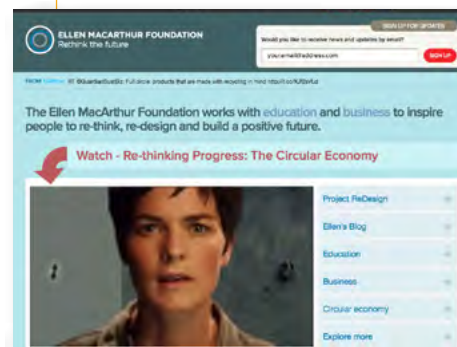 SIGN UP FOR UPDATES
ELLEN MACARTHUR FOUNDATION
Rethink the future
Would you like to receive news and updates by email?
youremail@address.com
SIGN UP
The Ellen MacArthur Foundation works with education and business to inspire
people to re-think, re-design and build a positive future.
Watch - Re-thinking Progress: The Circular Economy
Project ReDesign
Ellen's Blog
Education
Business
Circular economy
Explore more